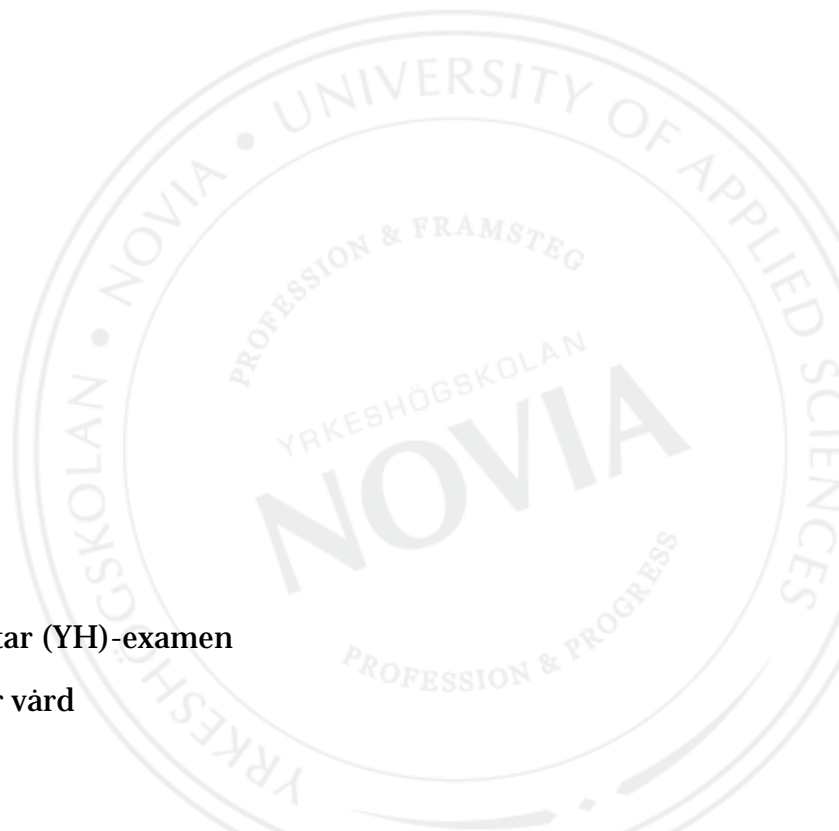 YRKESHÖGSKOLAN • NOVIA • UNIVERSITY OF APPLIED SCIENCES
PROFESSION & FRAMSTEG
YRKESHÖGSKOLAN
NOVIA
PROFESSION & PROGRESS
tar (YH)-examen
r vård